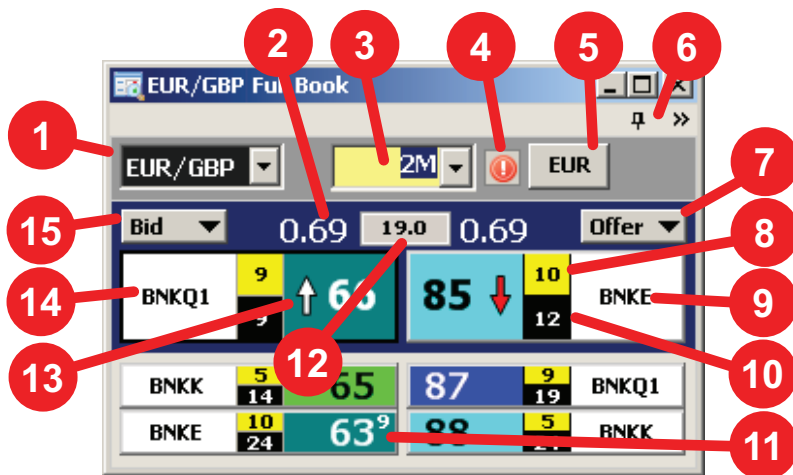 2 3 4 5 6
EUR/GBP Full Book
1
EUR/GBP 2M EUR
7
15 Bid 0.69 19.0 0.69 Offer
8
14 BNKQ1 9 9 66 85 10 12 BNKE 9
13 12 10
BNKK 5 14 65 87 9 19 BNKQ1
BNKE 10 24 63 9 88 5 BNKK
11